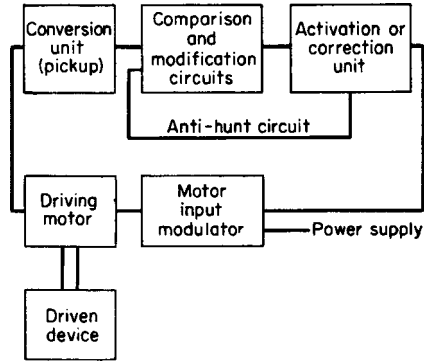 Conversion
unit
(pickup)
Comparison
and
modification
circuits
Activation or
correction
unit
Anti-hunt circuit
Driving
motor
Motor
input
modulator
Power supply
Driven
device